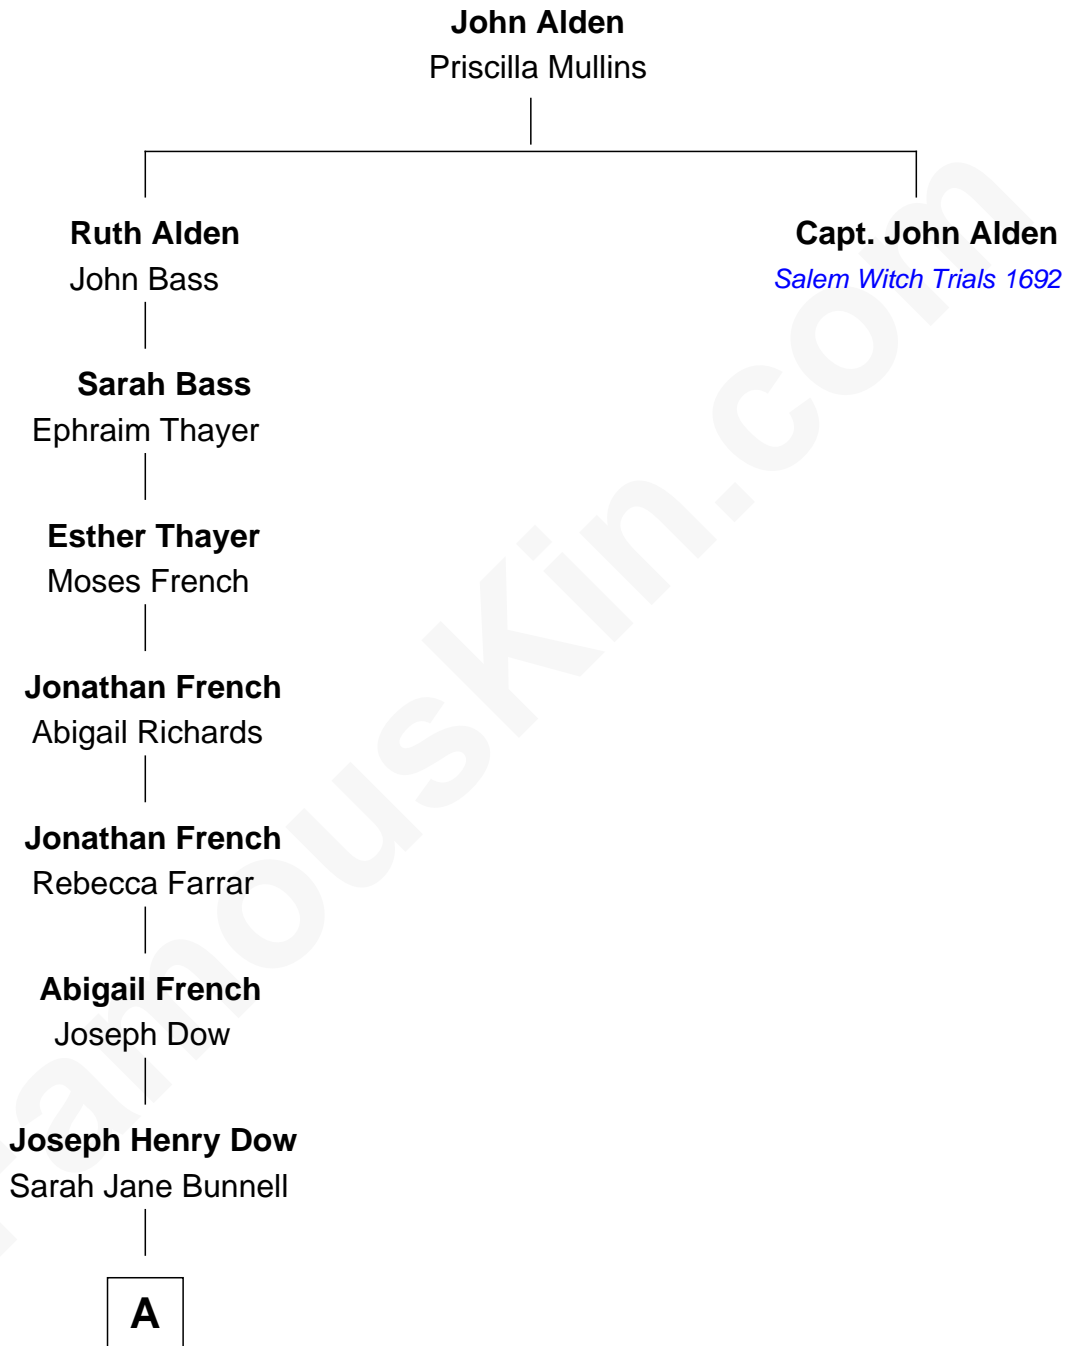 John Alden
Priscilla Mullins
Ruth Alden
John Bass
Capt. John Alden
Salem Witch Trials 1692
Sarah Bass
Ephraim Thayer
Esther Thayer
Moses French
Jonathan French
Abigail Richards
Jonathan French
Rebecca Farrar
Abigail French
Joseph Dow
Joseph Henry Dow
Sarah Jane Bunnell
A
FamousKin.com